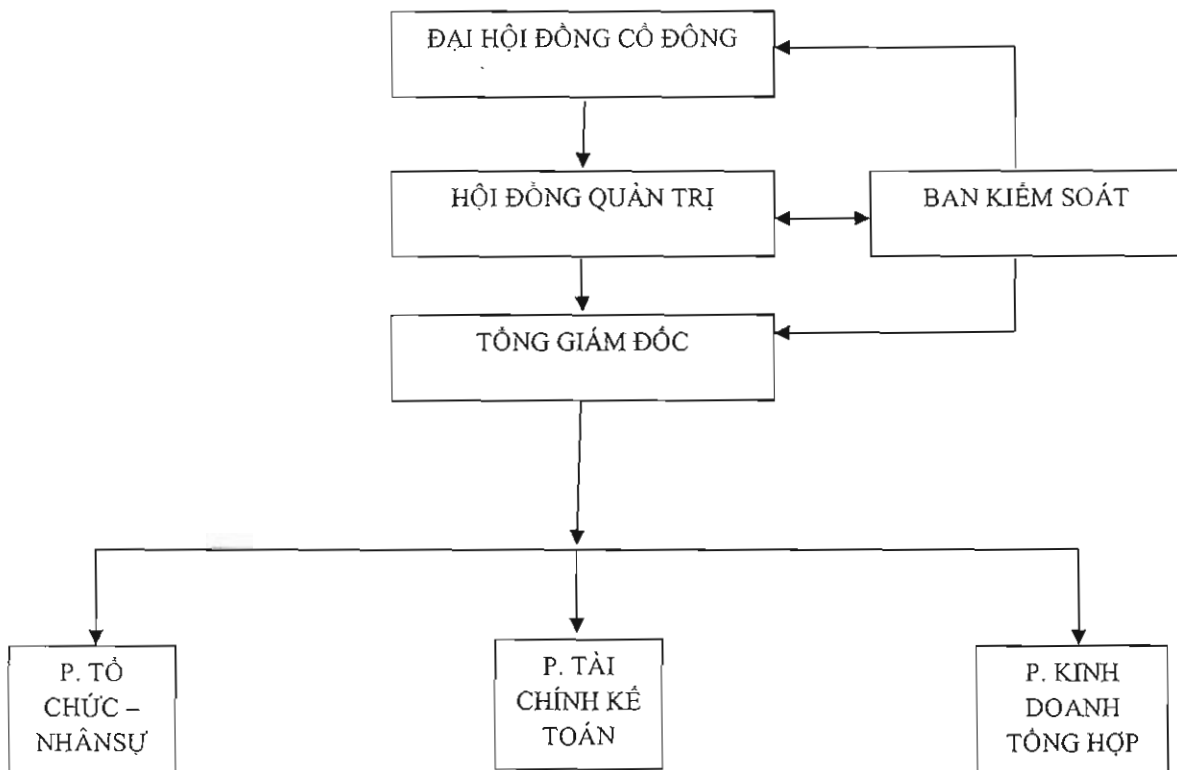 ĐẠI HỘI ĐỒNG CỔ ĐÔNG
HỘI ĐỒNG QUẢN TRỊ
BAN KIỂM SOÁT
TỔNG GIÁM ĐỐC
P. TỔ
CHỨC –
NHÂNSỰ
P. TÀI
CHÍNH KẾ
TOÁN
P. KINH
DOANH
TỔNG HỢP